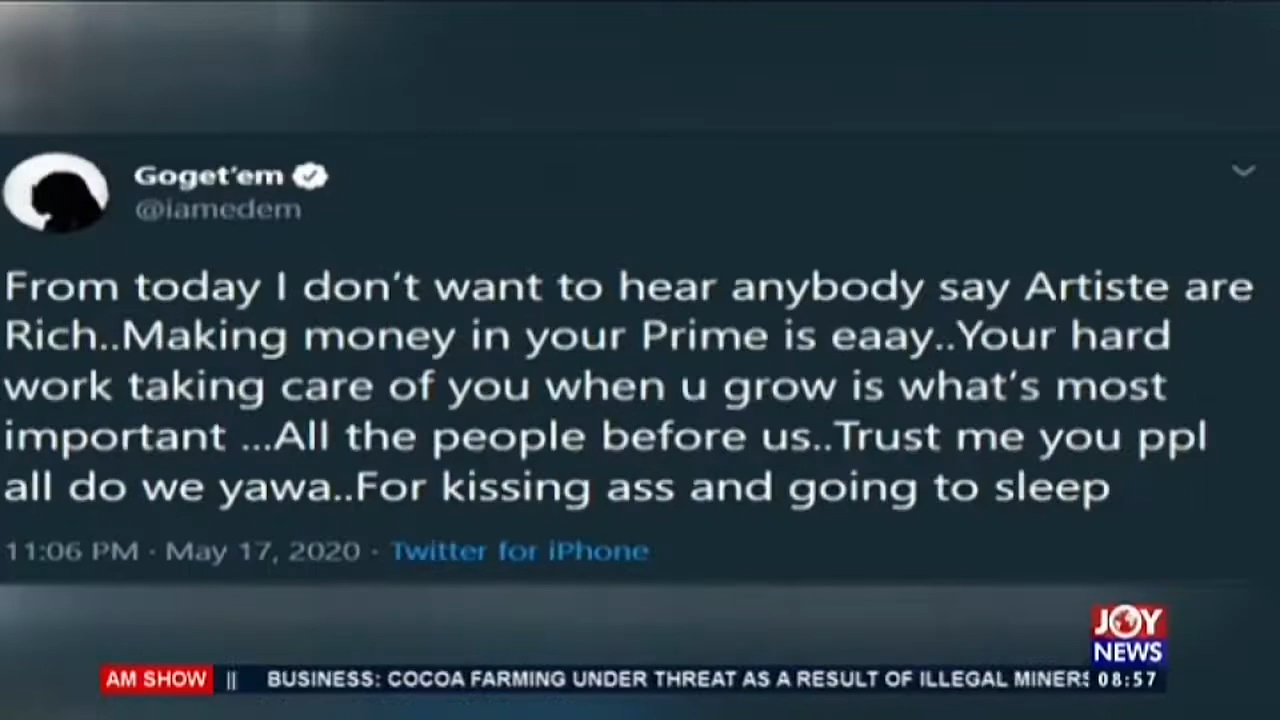 Goget'em
@iamedem
From today I don't want to hear anybody say Artiste are
Rich..Making money in your Prime is eaay..Your hard
work taking care of you when u grow is what's most
important ...All the people before us..Trust me you ppl
all do we yawa..For kissing ass and going to sleep
11:06 PM · May 17, 2020 · Twitter for iPhone
JOY
NEWS
AM SHOW || BUSINESS: COCOA FARMING UNDER THREAT AS A RESULT OF ILLEGAL MINERS 08:57